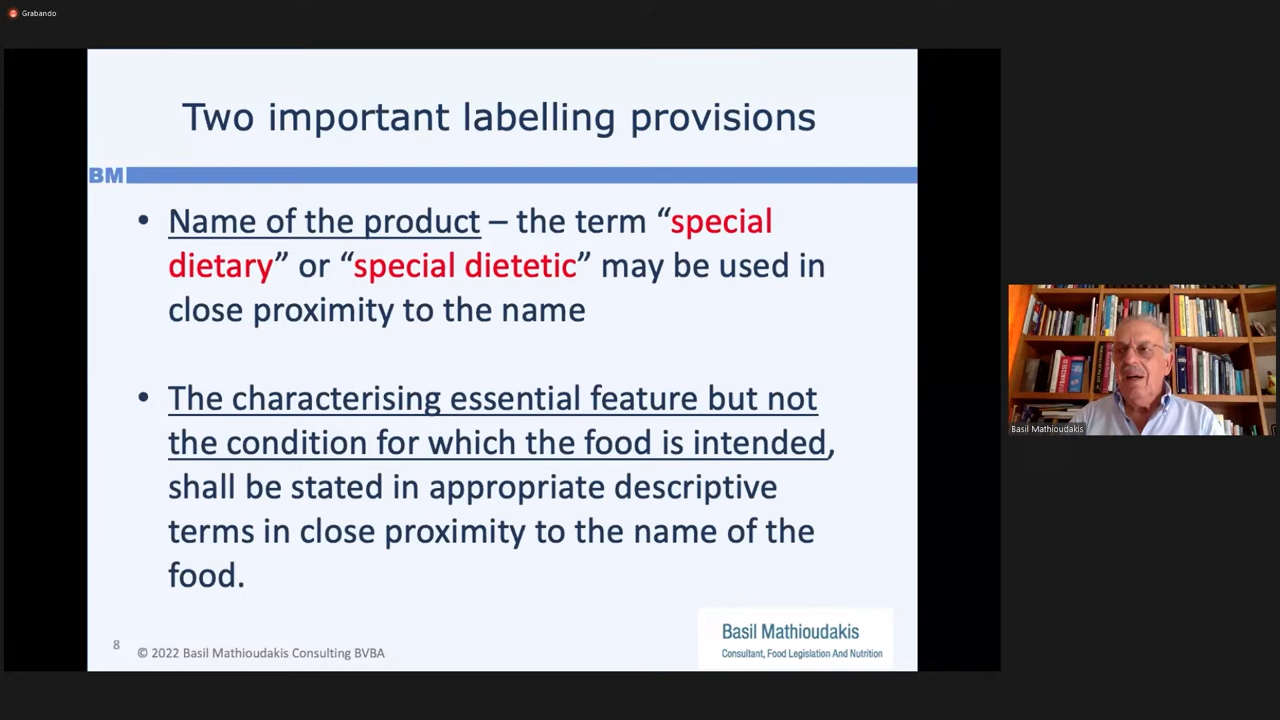 Grabando
Two important labelling provisions
BM
• Name of the product – the term “special
dietary” or “special dietetic” may be used in
close proximity to the name
• The characterising essential feature but not
the condition for which the food is intended,
shall be stated in appropriate descriptive
terms in close proximity to the name of the
food.
Basil Mathioudakis
Consultant, Food Legislation And Nutrition
8
© 2022 Basil Mathioudakis Consulting BVBA
Basil Mathioudakis